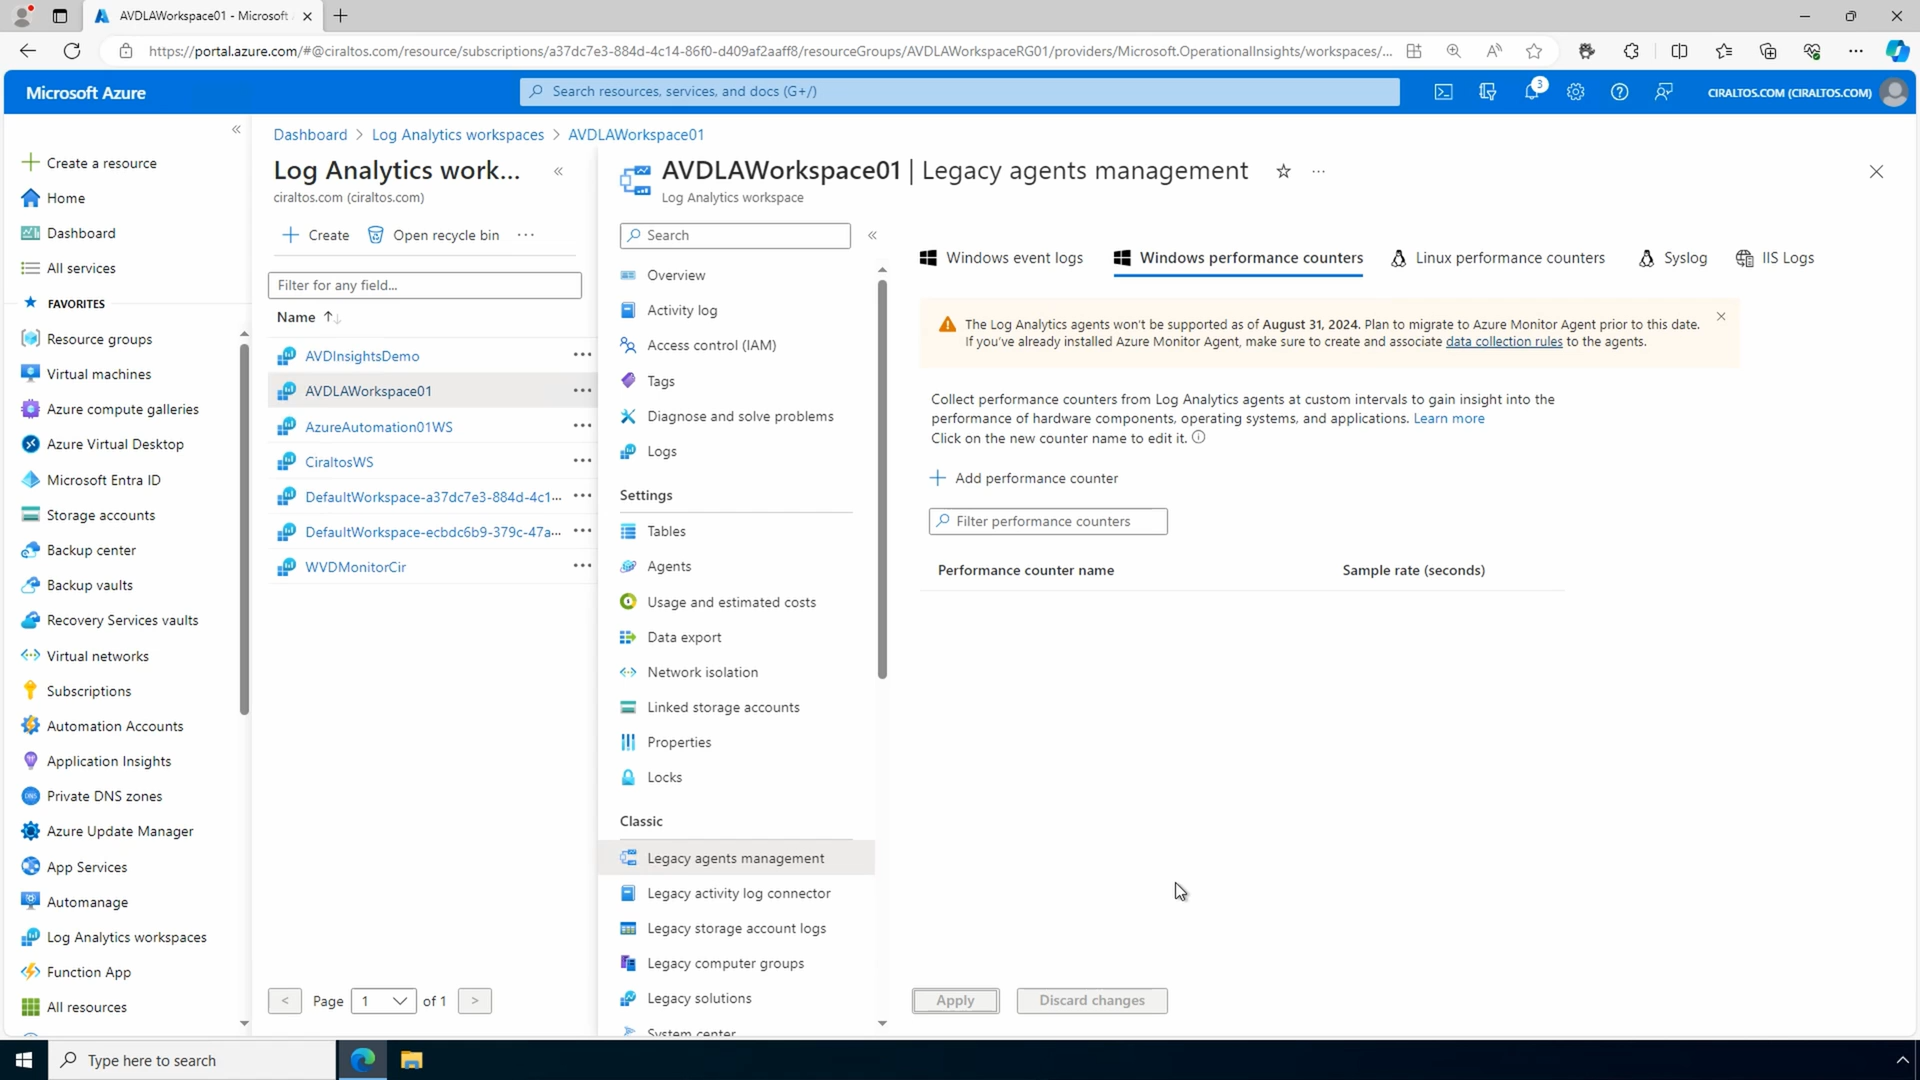 AVDLAWorkspace01 - Microsoft
https://portal.azure.com/#@ciraltos.com/resource/subscriptions/a37dc7e3-884d-4c14-86f0-d409af2aaff8/resourceGroups/AVDLAWorkspaceRG01/providers/Microsoft.OperationalInsights/workspaces/...
Microsoft Azure
Search resources, services, and docs (G+/)
3
CIRALTOS.COM (CIRALTOS.COM)
Create a resource
Home
Dashboard
All services
FAVORITES
Resource groups
Virtual machines
Azure compute galleries
Azure Virtual Desktop
Microsoft Entra ID
Storage accounts
Backup center
Backup vaults
Recovery Services vaults
Virtual networks
Subscriptions
Automation Accounts
Application Insights
Private DNS zones
Azure Update Manager
App Services
Automanage
Log Analytics workspaces
Function App
All resources
Dashboard > Log Analytics workspaces > AVDLAWorkspace01
Log Analytics work...
ciraltos.com (ciraltos.com)
Create
Open recycle bin
Filter for any field...
Name
AVDInsightsDemo
AVDLAWorkspace01
AzureAutomation01WS
CiraltosWS
DefaultWorkspace-a37dc7e3-884d-4c1...
DefaultWorkspace-ecbdc6b9-379c-47a...
WVDMonitorCir
< Page 1 of 1 >
AVDLAWorkspace01 | Legacy agents management
Log Analytics workspace
Search
Overview
Activity log
Access control (IAM)
Tags
Diagnose and solve problems
Logs
Settings
Tables
Agents
Usage and estimated costs
Data export
Network isolation
Linked storage accounts
Properties
Locks
Classic
Legacy agents management
Legacy activity log connector
Legacy storage account logs
Legacy computer groups
Legacy solutions
System center
Windows event logs
Windows performance counters
Linux performance counters
Syslog
IIS Logs
The Log Analytics agents won't be supported as of August 31, 2024. Plan to migrate to Azure Monitor Agent prior to this date.
If you've already installed Azure Monitor Agent, make sure to create and associate data collection rules to the agents.
Collect performance counters from Log Analytics agents at custom intervals to gain insight into the
performance of hardware components, operating systems, and applications. Learn more
Click on the new counter name to edit it.
Add performance counter
Filter performance counters
Performance counter name
Sample rate (seconds)
Apply
Discard changes
Type here to search